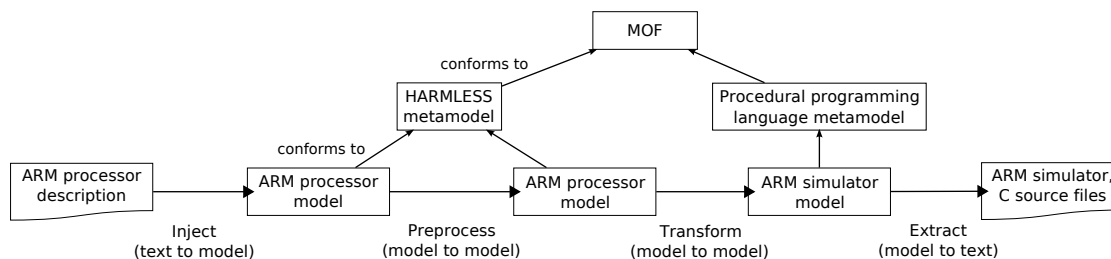 MOF
conforms to
HARMLESS
metamodel
Procedural programming
language metamodel
conforms to
ARM processor
description
ARM processor
model
ARM processor
model
ARM simulator
model
ARM simulator,
C source files
Inject
(text to model)
Preprocess
(model to model)
Transform
(model to model)
Extract
(model to text)